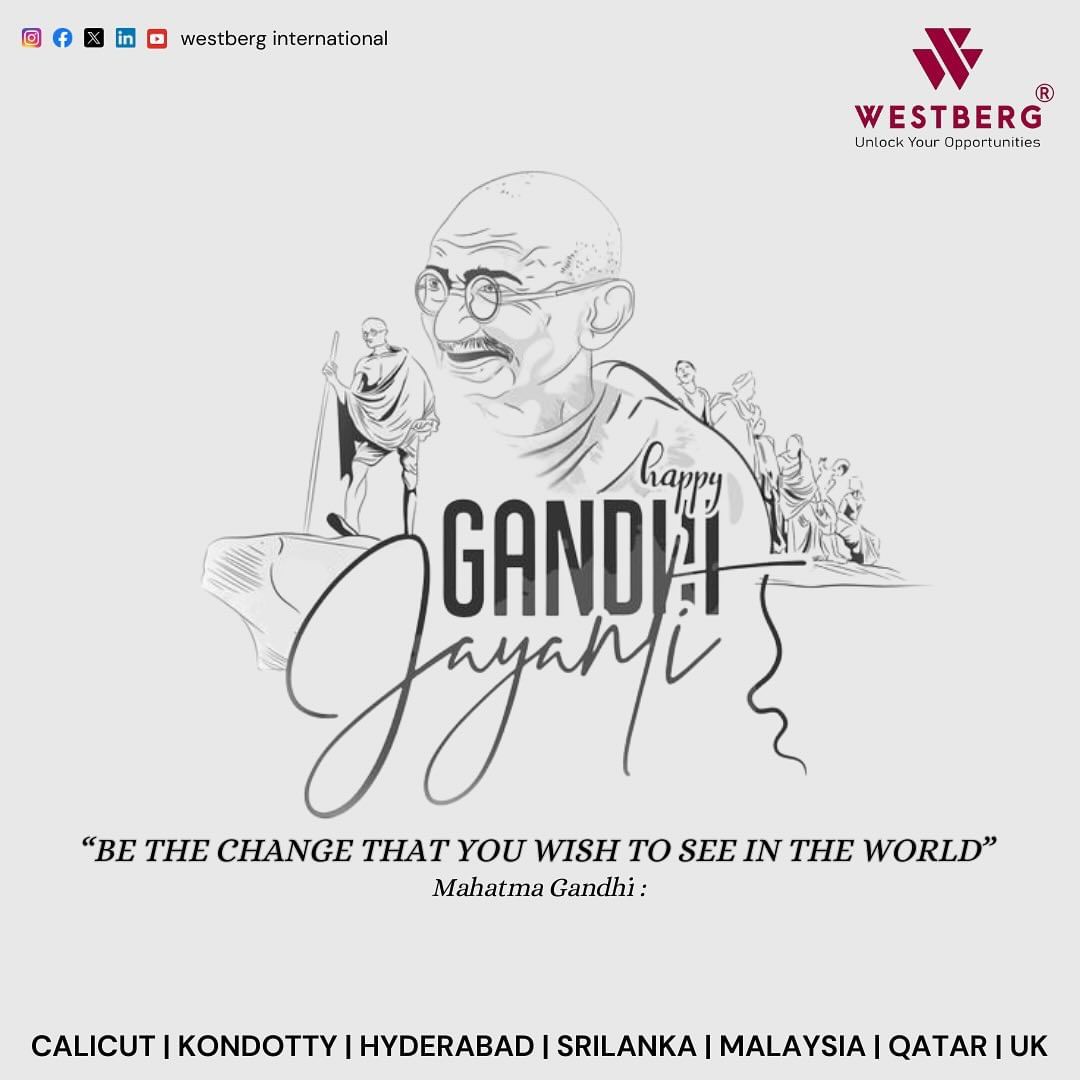 westberg international
WESTBERG®
Unlock Your Opportunities
happy
GANDHI
Jayanti
“BE THE CHANGE THAT YOU WISH TO SEE IN THE WORLD”
Mahatma Gandhi :
CALICUT | KONDOTTY | HYDERABAD | SRILANKA | MALAYSIA | QATAR | UK